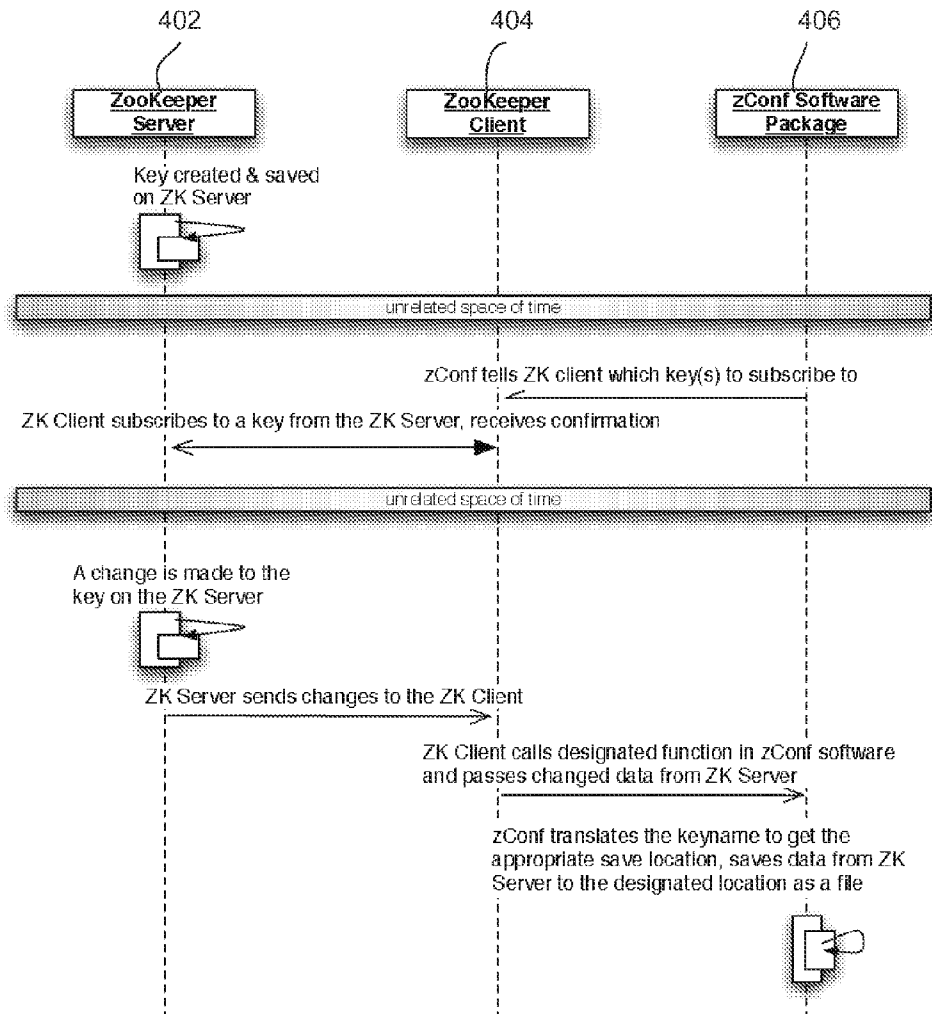 402
404
406
ZooKeeper
Server
ZooKeeper
Client
zConf Software
Package
Key created & saved
on ZK Server
unrelated space of time
zConf tells ZK client which key(s) to subscribe to
ZK Client subscribes to a key from the ZK Server, receives confirmation
unrelated space of time
A change is made to the
key on the ZK Server
ZK Server sends changes to the ZK Client
ZK Client calls designated function in zConf software
and passes changed data from ZK Server
zConf translates the keyname to get the
appropriate save location, saves data from ZK
Server to the designated location as a file